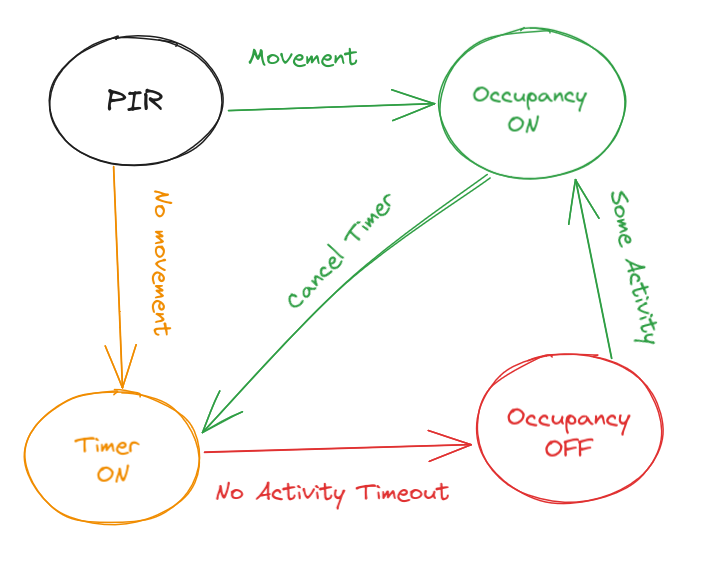 Movement
PIR
Occupancy
ON
No movement
Cancel Timer
Some Activity
Timer
ON
Occupancy
OFF
No Activity Timeout